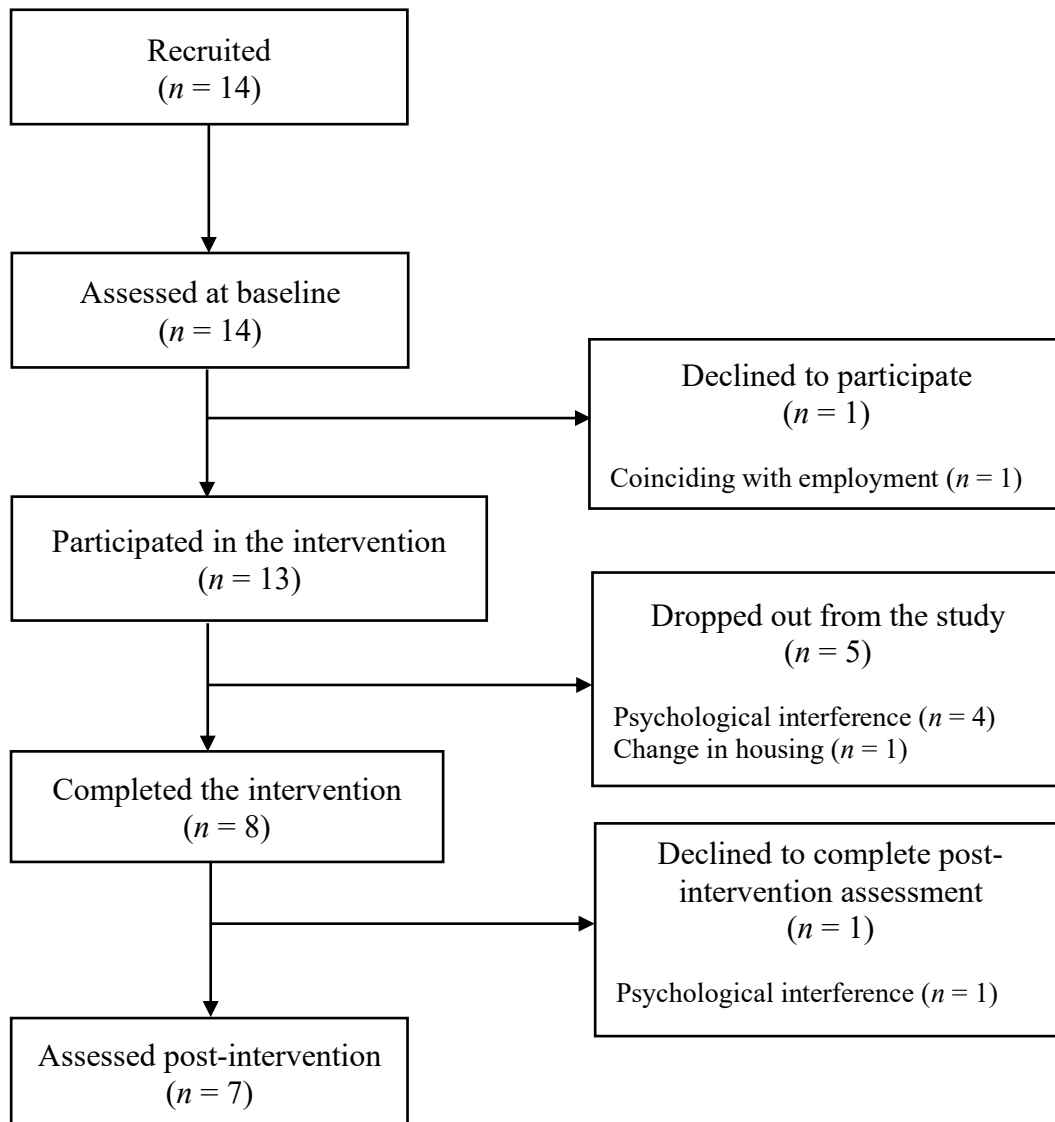 Recruited
(n = 14)
Assessed at baseline
(n = 14)
Declined to participate
(n = 1)
Coinciding with employment (n = 1)
Participated in the intervention
(n = 13)
Dropped out from the study
(n = 5)
Psychological interference (n = 4)
Change in housing (n = 1)
Completed the intervention
(n = 8)
Declined to complete post-
intervention assessment
(n = 1)
Psychological interference (n = 1)
Assessed post-intervention
(n = 7)